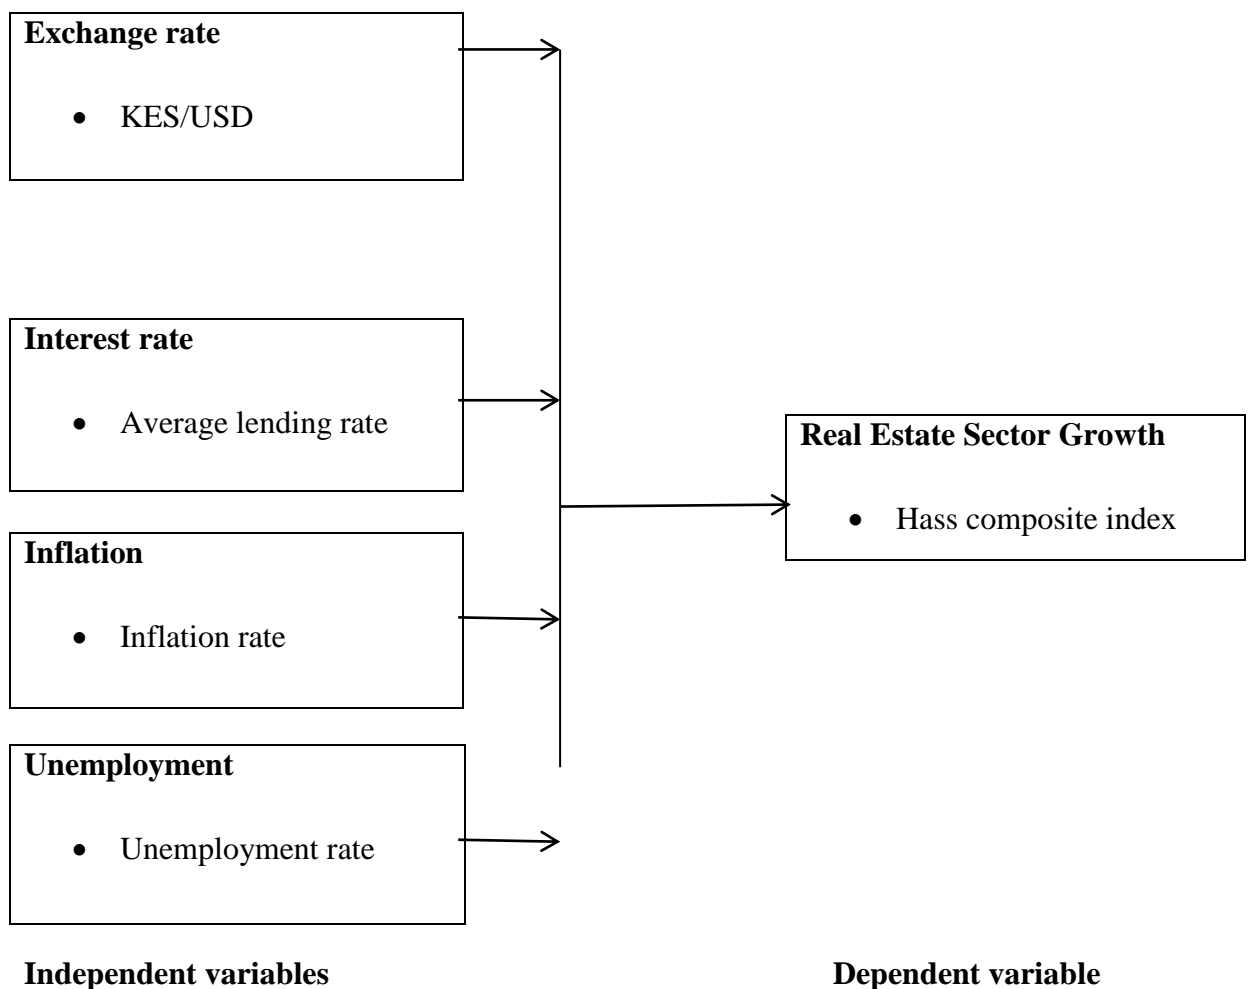 Exchange rate
• KES/USD
Interest rate
• Average lending rate
Real Estate Sector Growth
• Hass composite index
Inflation
• Inflation rate
Unemployment
• Unemployment rate
Independent variables
Dependent variable